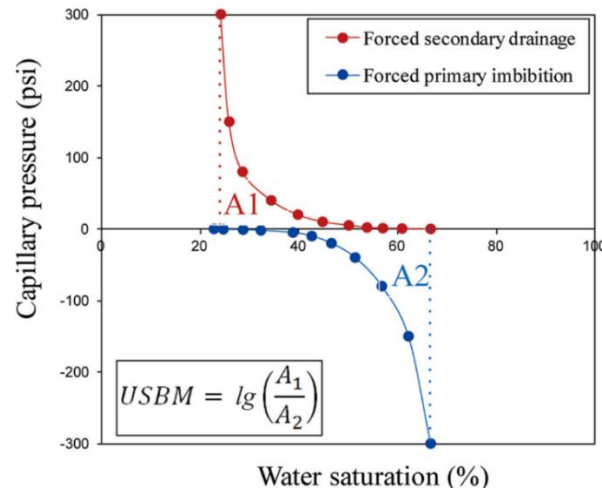 Capillary pressure (psi)
300
200
100
0
-100
-200
-300
Forced secondary drainage
Forced primary imbibition
A1
A2
0 20 40 60 80 100
USBM = lg(A₁/A₂)
Water saturation (%)